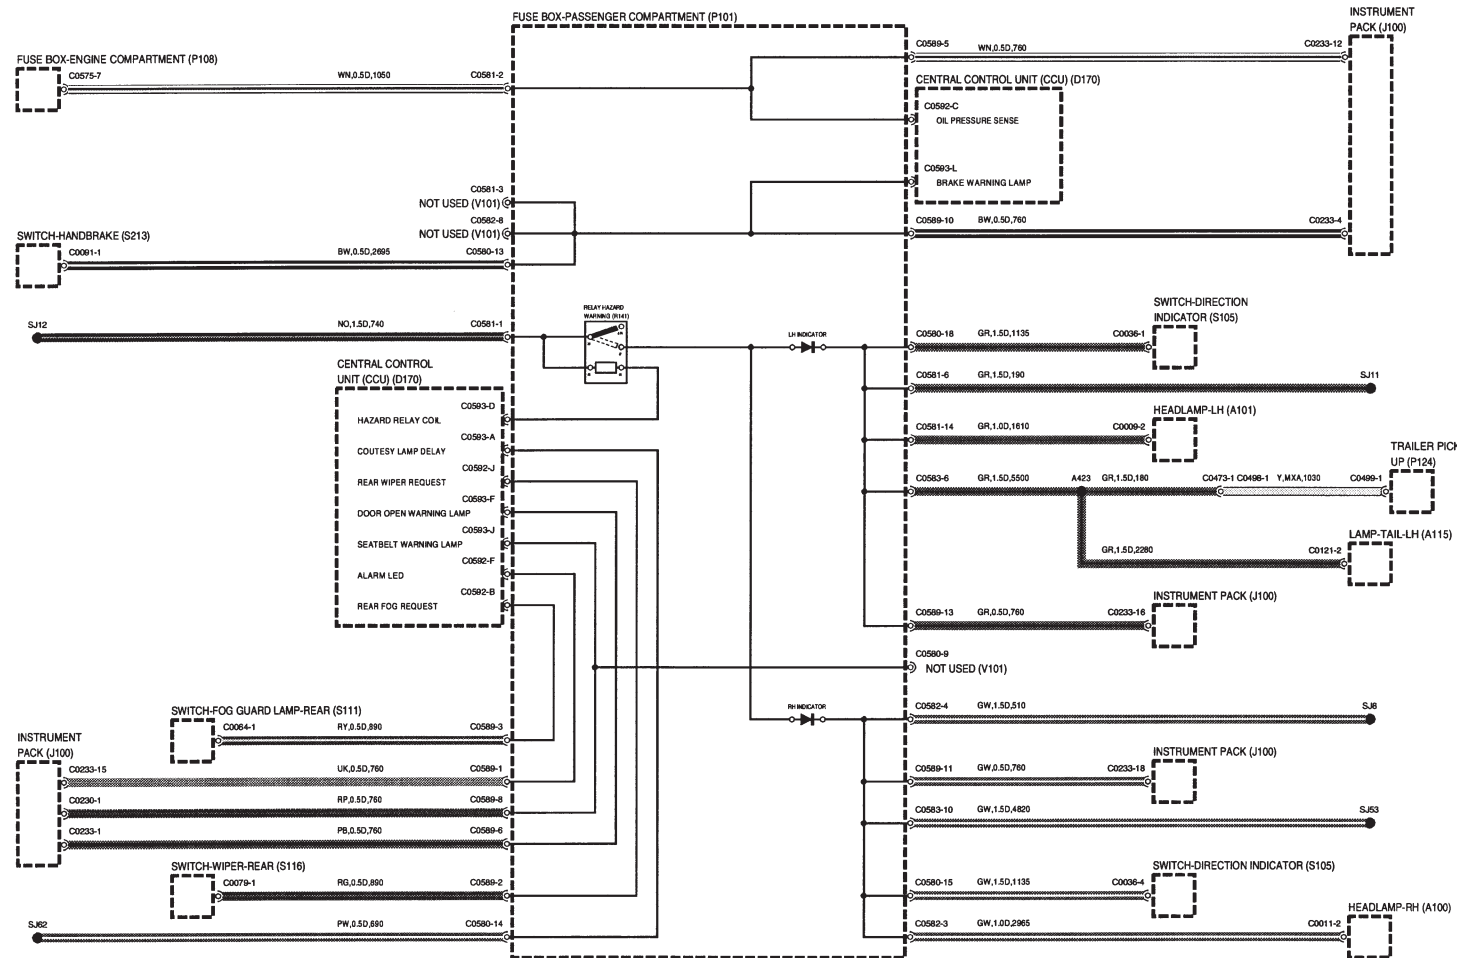 FUSE BOX-PASSENGER COMPARTMENT (P101)
INSTRUMENT
PACK (J100)
FUSE BOX-ENGINE COMPARTMENT (P108)
C0575-7 WN,0.5D,1050 C0581-2
C0589-5 WN,0.5D,760 C0233-12
CENTRAL CONTROL UNIT (CCU) (D170)
C0592-C
OIL PRESSURE SENSE
C0593-L
BRAKE WARNING LAMP
C0581-3
NOT USED (V101)
C0582-8
NOT USED (V101)
C0589-10 BW,0.5D,760 C0233-4
SWITCH-HANDBRAKE (S213)
C0091-1 BW,0.5D,2695 C0580-13
RELAY HAZARD
WARNING (R141)
SJ12 NO,1.5D,740 C0581-1
LH INDICATOR
SWITCH-DIRECTION
INDICATOR (S105)
C0580-18 GR,1.5D,1135 C0036-1
C0581-6 GR,1.5D,190 SJ11
HEADLAMP-LH (A101)
C0581-14 GR,1.0D,1610 C0009-2
TRAILER PICK
UP (P124)
C0583-6 GR,1.5D,5500 A423 GR,1.5D,180 C0473-1 C0498-1 Y,MXA,1030 C0499-1
LAMP-TAIL-LH (A115)
GR,1.5D,2280 C0121-2
INSTRUMENT PACK (J100)
C0589-13 GR,0.5D,760 C0233-16
C0580-9
NOT USED (V101)
CENTRAL CONTROL
UNIT (CCU) (D170)
C0593-D
HAZARD RELAY COIL
C0593-A
COUTESY LAMP DELAY
C0592-J
REAR WIPER REQUEST
C0593-F
DOOR OPEN WARNING LAMP
C0593-J
SEATBELT WARNING LAMP
C0592-F
ALARM LED
C0592-B
REAR FOG REQUEST
SWITCH-FOG GUARD LAMP-REAR (S111)
C0064-1 RY,0.5D,890 C0589-3
INSTRUMENT
PACK (J100)
C0233-15 UK,0.5D,760 C0589-1
C0230-1 RP,0.5D,760 C0589-8
C0233-1 PB,0.5D,760 C0589-6
SWITCH-WIPER-REAR (S116)
C0079-1 RG,0.5D,890 C0589-2
SJ62 PW,0.5D,690 C0580-14
RH INDICATOR
C0582-4 GW,1.5D,510 SJ8
INSTRUMENT PACK (J100)
C0589-11 GW,0.5D,760 C0233-18
C0583-10 GW,1.5D,4820 SJ53
SWITCH-DIRECTION INDICATOR (S105)
C0580-15 GW,1.5D,1135 C0036-4
HEADLAMP-RH (A100)
C0582-3 GW,1.0D,2965 C0011-2